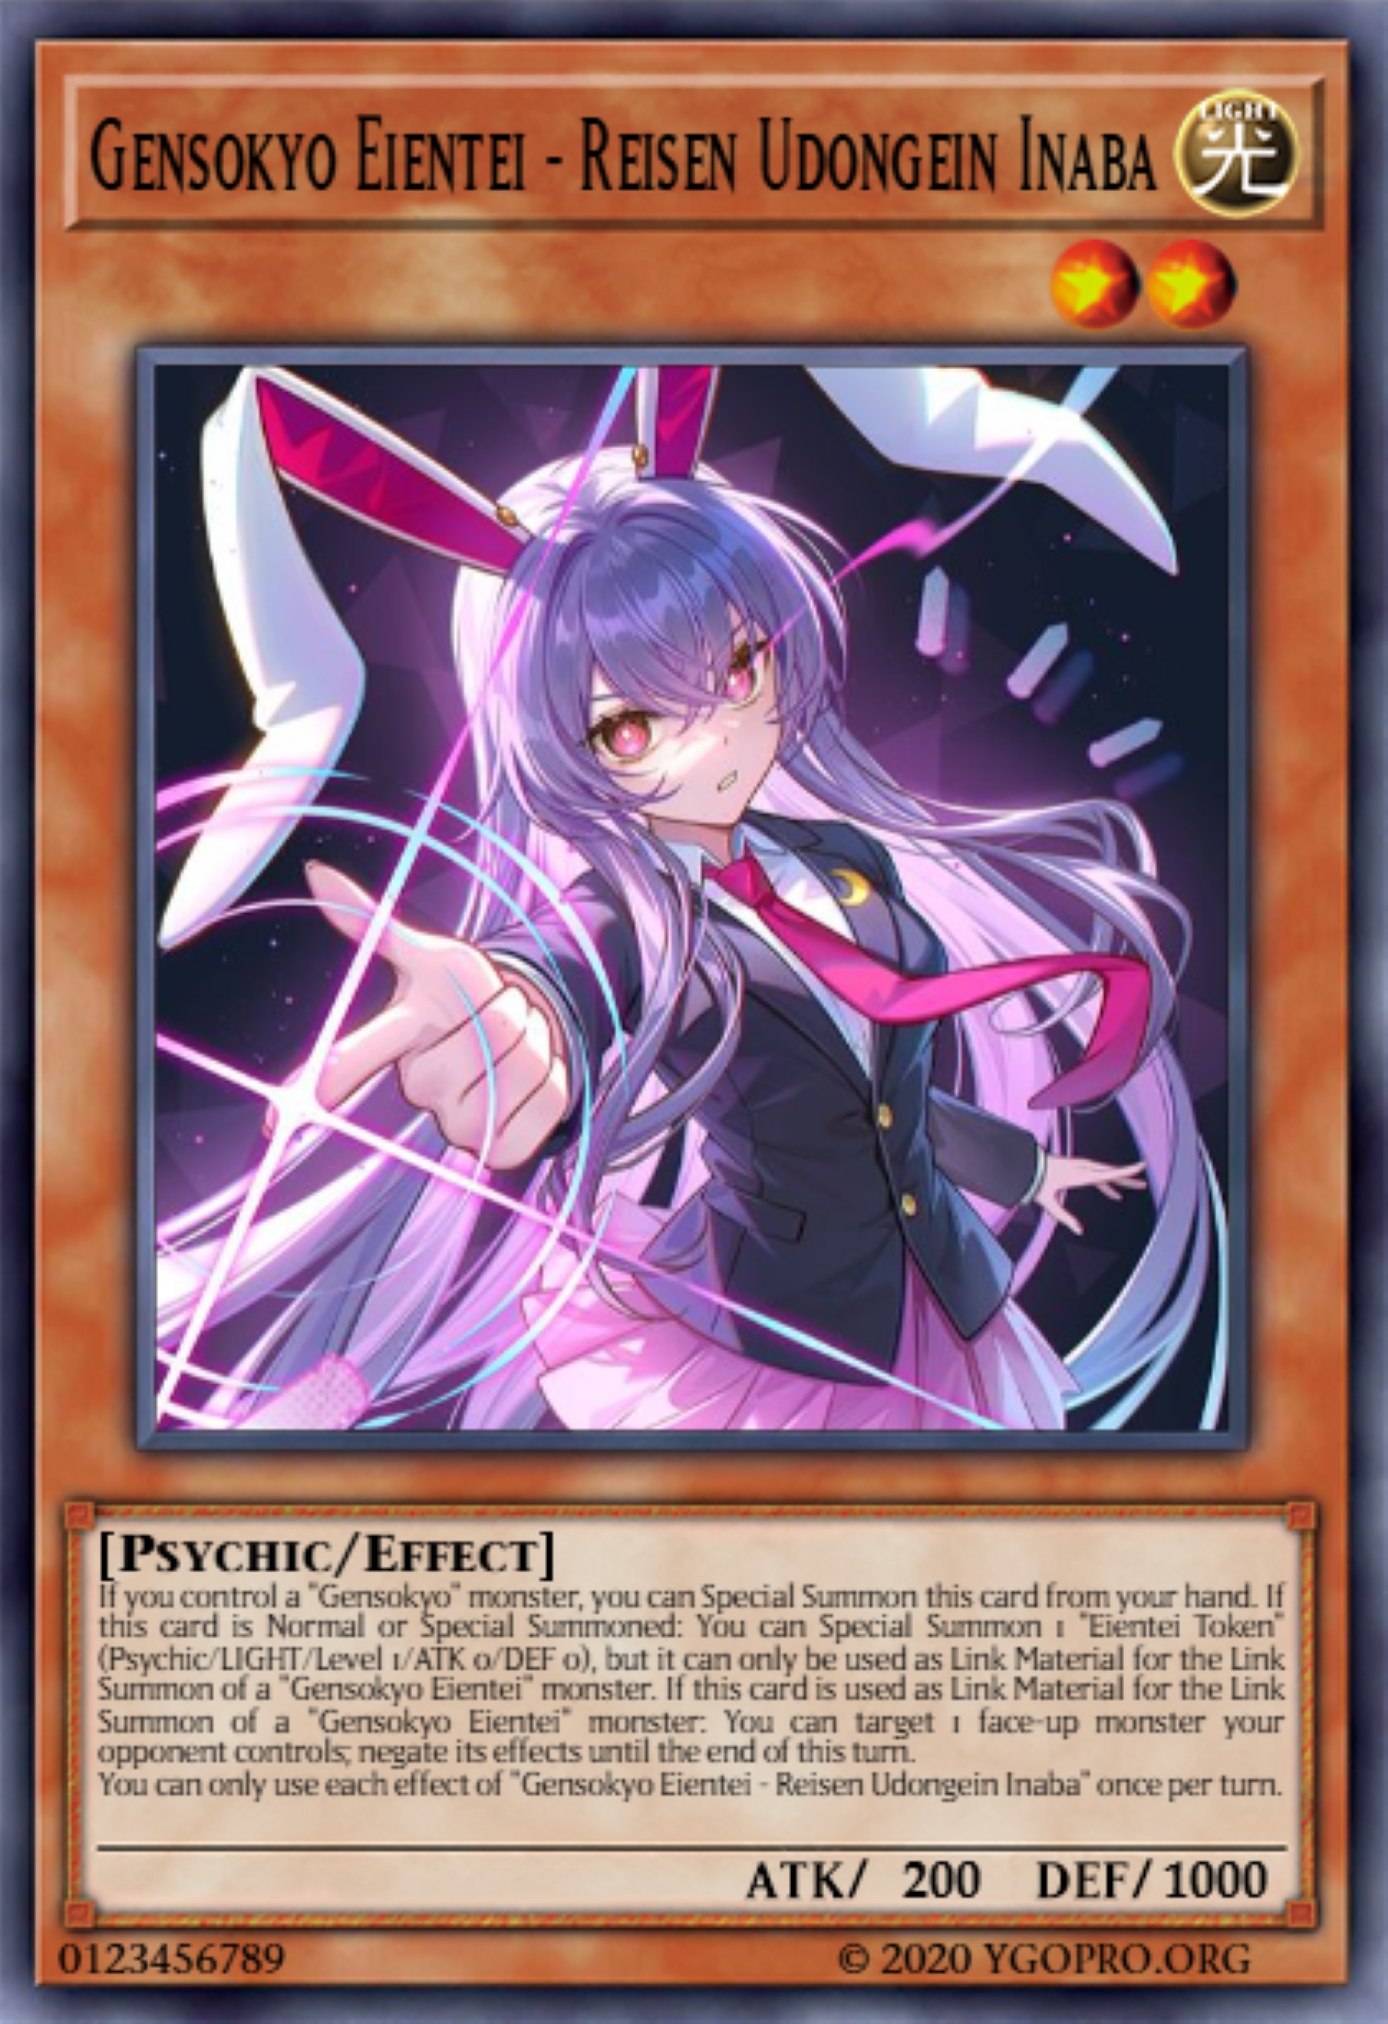 GENSOKYO EIENTEI - REISEN UDONGEIN INABA
LIGHT
光
[PSYCHIC/EFFECT]
If you control a "Gensokyo" monster, you can Special Summon this card from your hand. If
this card is Normal or Special Summoned: You can Special Summon 1 "Eientei Token"
(Psychic/LIGHT/Level 1/ATK 0/DEF 0), but it can only be used as Link Material for the Link
Summon of a "Gensokyo Eientei" monster. If this card is used as Link Material for the Link
Summon of a "Gensokyo Eientei" monster: You can target 1 face-up monster your
opponent controls; negate its effects until the end of this turn.
You can only use each effect of "Gensokyo Eientei - Reisen Udongein Inaba" once per turn.
ATK/ 200 DEF/ 1000
0123456789
© 2020 YGOPRO.ORG